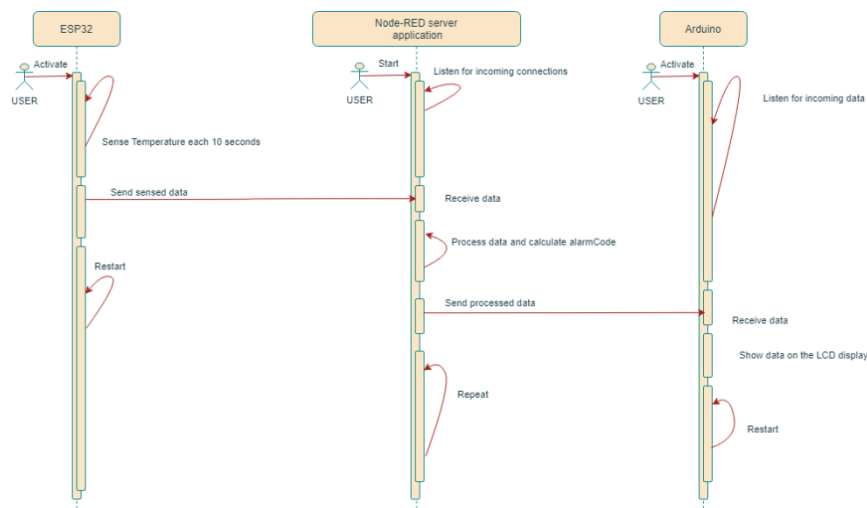 ESP32
Node-RED server
application
Arduino
Activate
USER
Start
USER
Listen for incoming connections
Activate
USER
Listen for incoming data
Sense Temperature each 10 seconds
Send sensed data
Receive data
Process data and calculate alarmCode
Restart
Send processed data
Receive data
Show data on the LCD display
Repeat
Restart